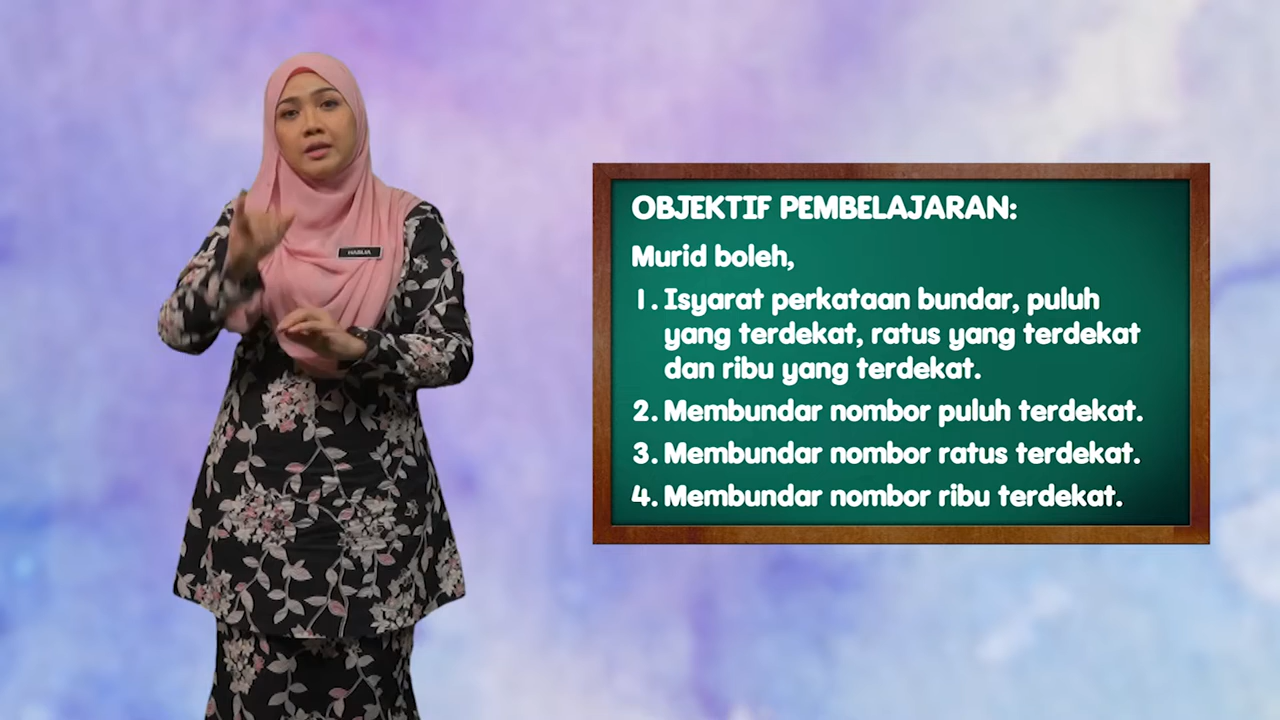 OBJEKTIF PEMBELAJARAN:
Murid boleh,
1. Isyarat perkataan bundar, puluh
yang terdekat, ratus yang terdekat
dan ribu yang terdekat.
2. Membundar nombor puluh terdekat.
3. Membundar nombor ratus terdekat.
4. Membundar nombor ribu terdekat.